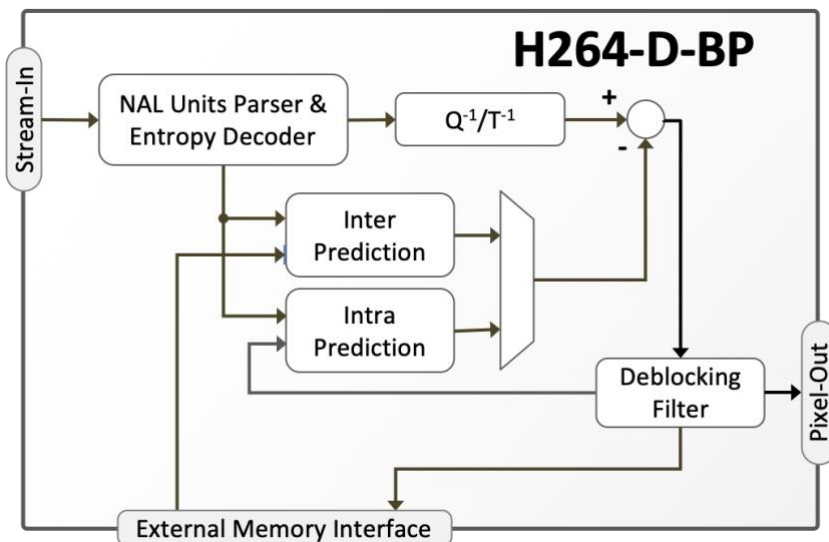 H264-D-BP
Stream-In
NAL Units Parser &
Entropy Decoder
Q⁻¹/T⁻¹
+
-
Inter
Prediction
Intra
Prediction
Deblocking
Filter
Pixel-Out
External Memory Interface